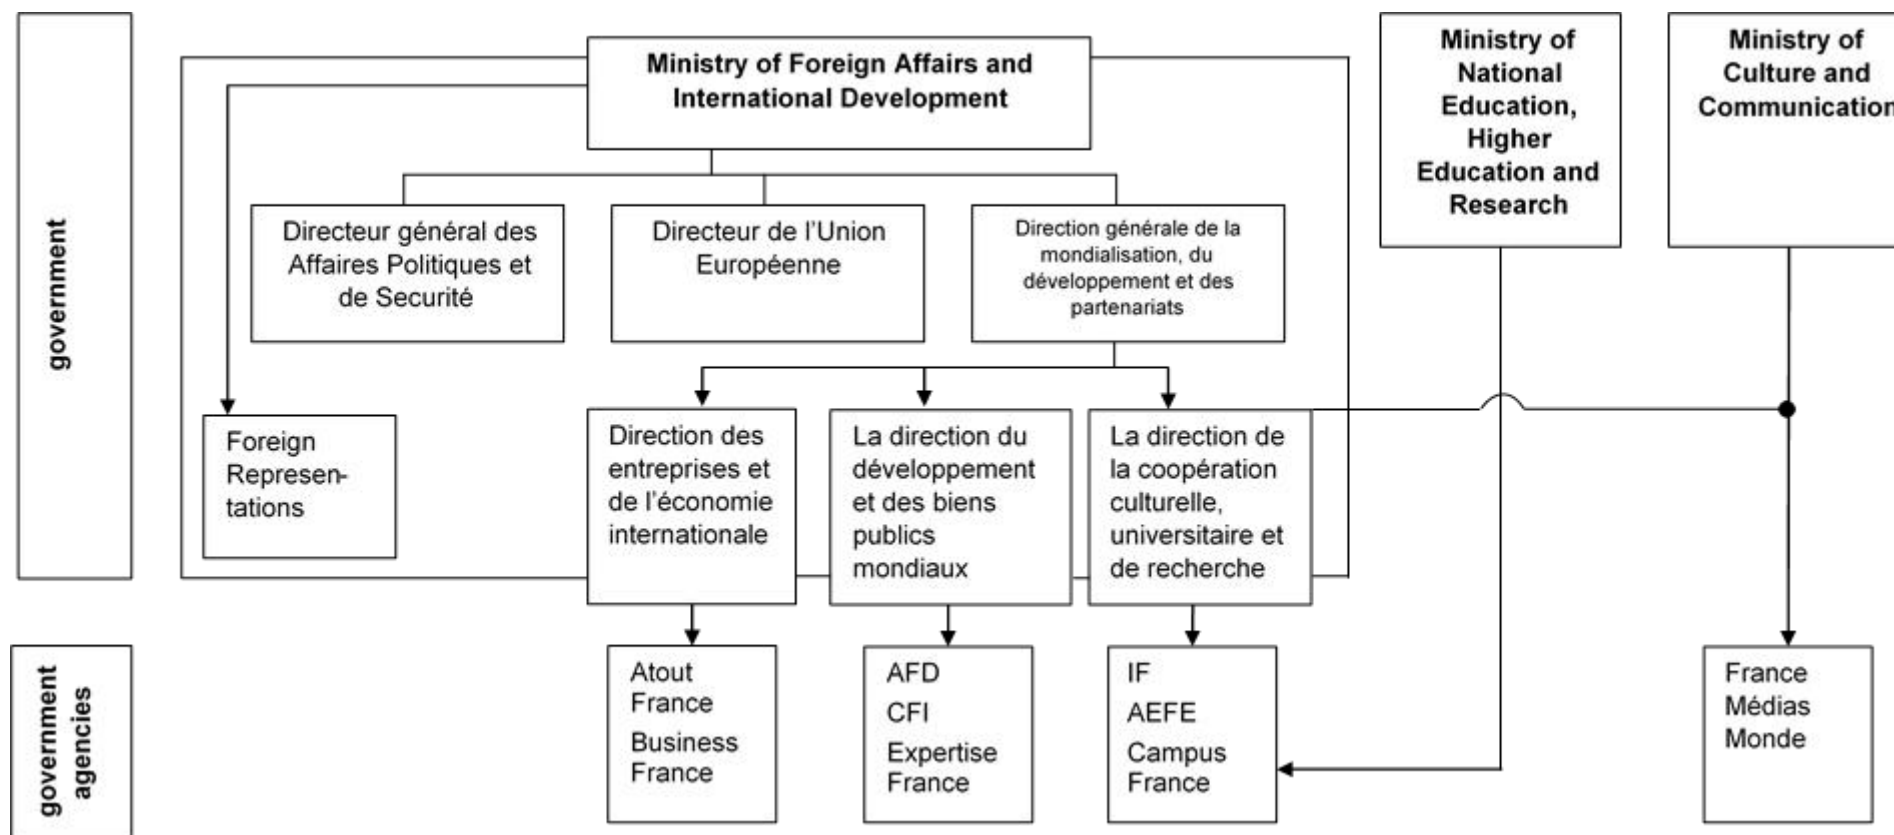 government
Ministry of Foreign Affairs and
International Development
Ministry of
National
Education,
Higher
Education and
Research
Ministry of
Culture and
Communication
Directeur général des
Affaires Politiques et
de Securité
Directeur de l'Union
Européenne
Direction générale de la
mondialisation, du
développement et des
partenariats
Foreign
Represen-
tations
Direction des
entreprises et
de l'économie
internationale
La direction du
développement
et des biens
publics
mondiaux
La direction de
la coopération
culturelle,
universitaire et
de recherche
government
agencies
Atout
France
Business
France
AFD
CFI
Expertise
France
IF
AEFE
Campus
France
France
Médias
Monde